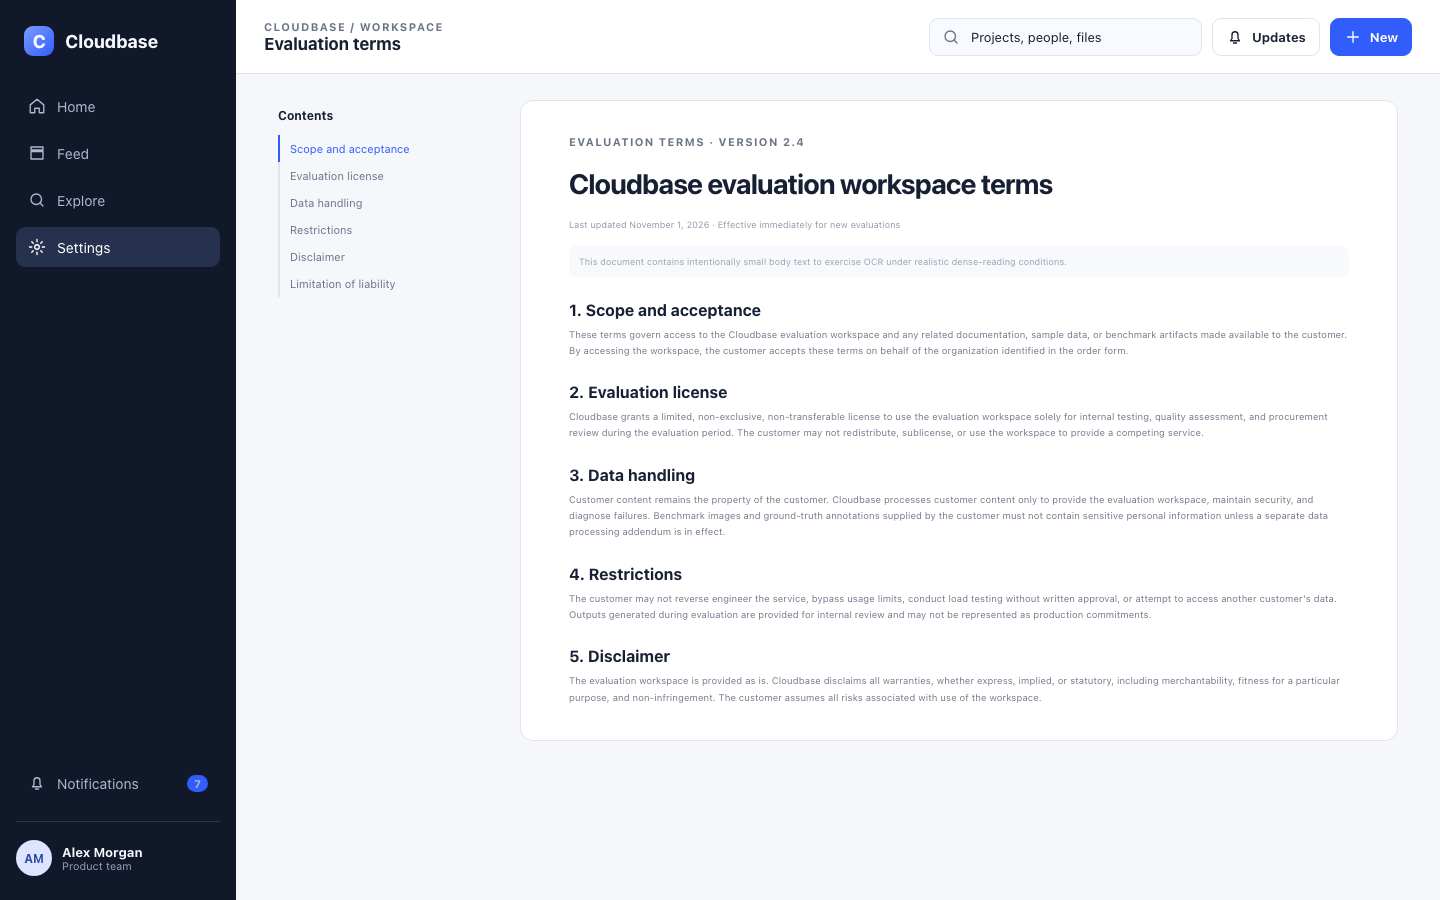 C Cloudbase
Home
Feed
Explore
Settings
Notifications 7
AM
Alex Morgan
Product team
CLOUDBASE / WORKSPACE
Evaluation terms
Projects, people, files
Updates
New
Contents
Scope and acceptance
Evaluation license
Data handling
Restrictions
Disclaimer
Limitation of liability
EVALUATION TERMS · VERSION 2.4
Cloudbase evaluation workspace terms
Last updated November 1, 2026 · Effective immediately for new evaluations
This document contains intentionally small body text to exercise OCR under realistic dense-reading conditions.
1. Scope and acceptance
These terms govern access to the Cloudbase evaluation workspace and any related documentation, sample data, or benchmark artifacts made available to the customer.
By accessing the workspace, the customer accepts these terms on behalf of the organization identified in the order form.
2. Evaluation license
Cloudbase grants a limited, non-exclusive, non-transferable license to use the evaluation workspace solely for internal testing, quality assessment, and procurement
review during the evaluation period. The customer may not redistribute, sublicense, or use the workspace to provide a competing service.
3. Data handling
Customer content remains the property of the customer. Cloudbase processes customer content only to provide the evaluation workspace, maintain security, and
diagnose failures. Benchmark images and ground-truth annotations supplied by the customer must not contain sensitive personal information unless a separate data
processing addendum is in effect.
4. Restrictions
The customer may not reverse engineer the service, bypass usage limits, conduct load testing without written approval, or attempt to access another customer's data.
Outputs generated during evaluation are provided for internal review and may not be represented as production commitments.
5. Disclaimer
The evaluation workspace is provided as is. Cloudbase disclaims all warranties, whether express, implied, or statutory, including merchantability, fitness for a particular
purpose, and non-infringement. The customer assumes all risks associated with use of the workspace.